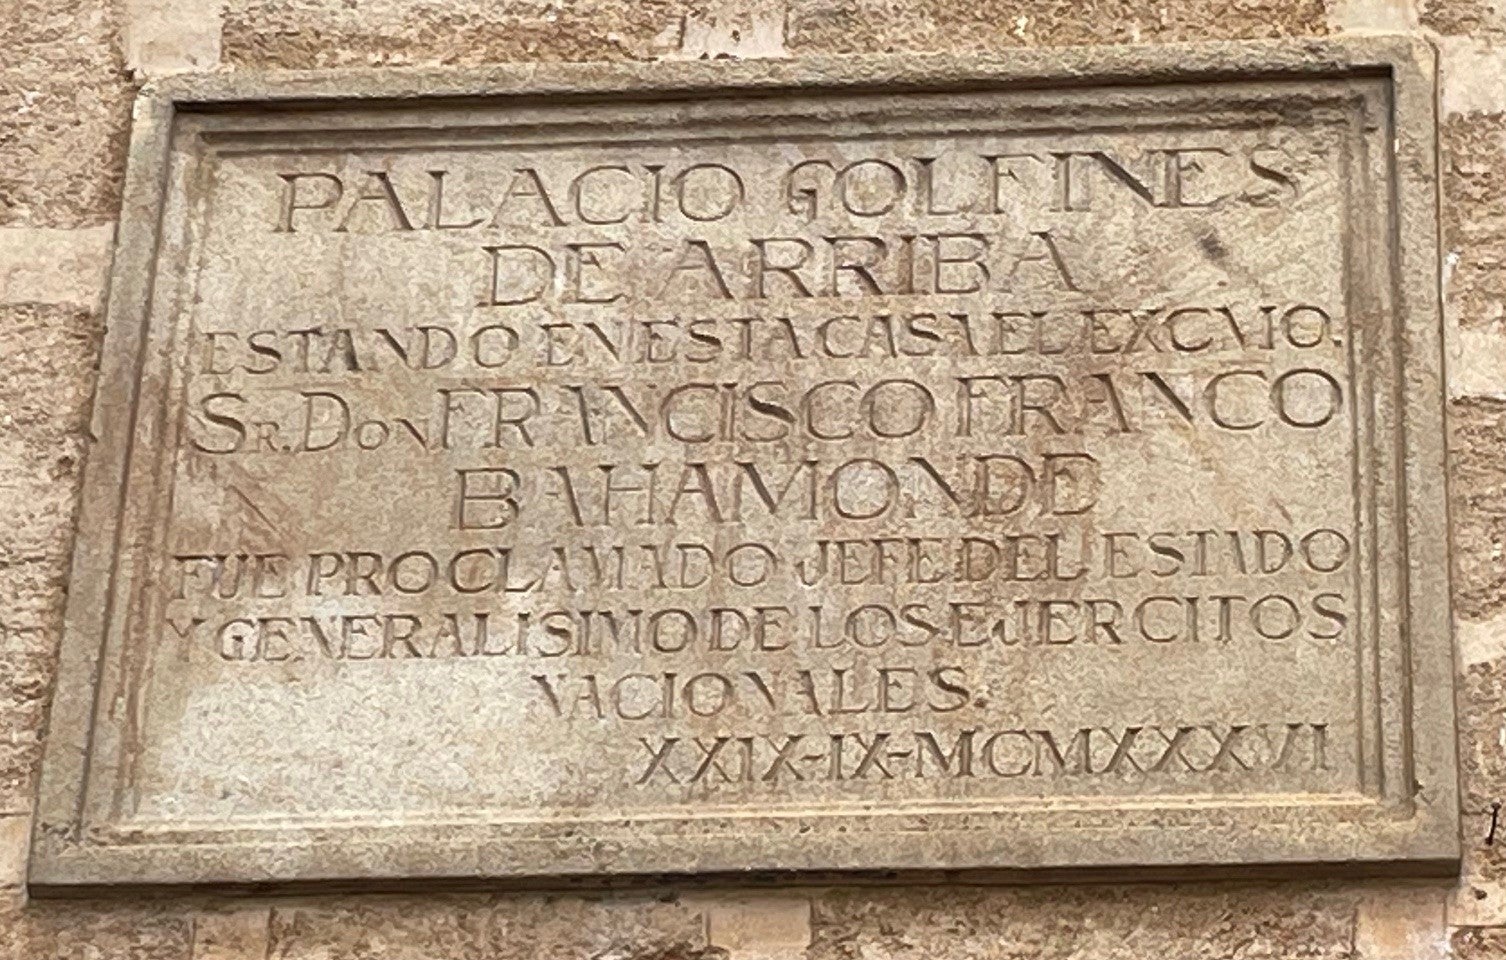 PALACIO GOLFINES
DE ARRIBA
ESTANDO EN ESTA CASA EL EXCMO.
SR. DON FRANCISCO FRANCO
BAHAMONDE
FUE PROCLAMADO JEFE DEL ESTADO
Y GENERALISIMO DE LOS EJERCITOS
NACIONALES.
XXIX-IX-MCMXXXVI